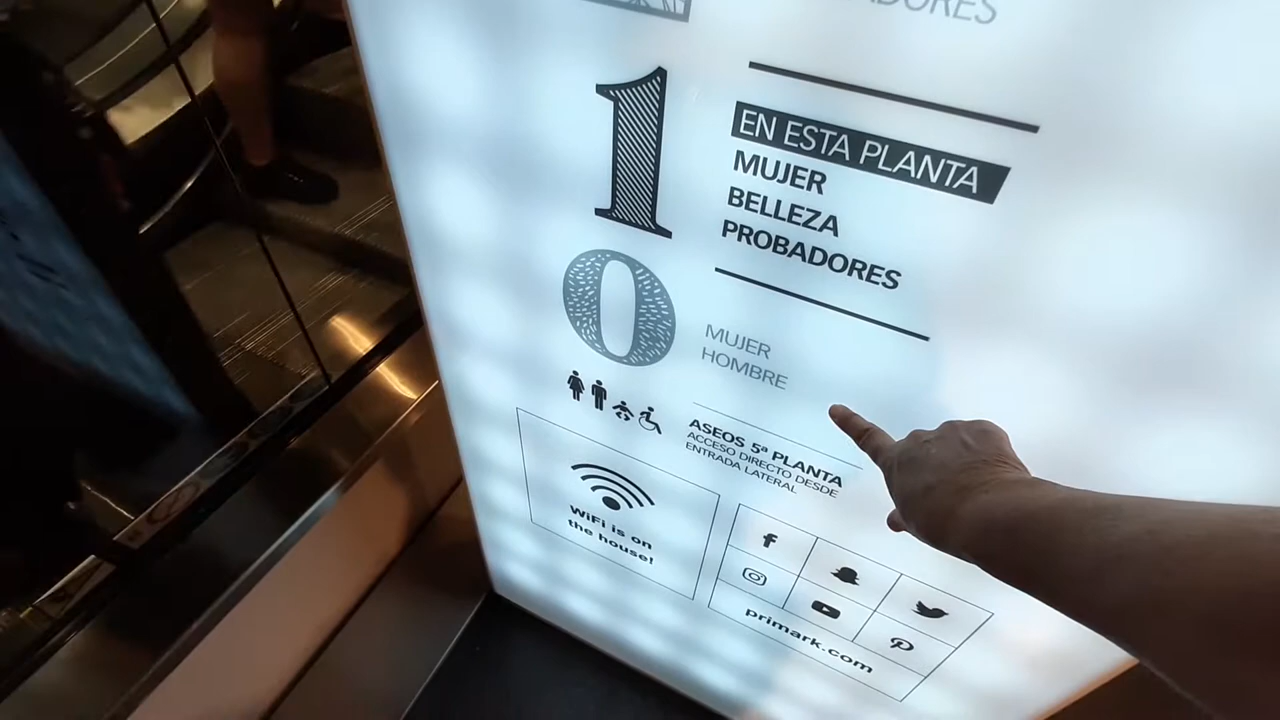 1
EN ESTA PLANTA
MUJER
BELLEZA
PROBADORES
0
MUJER
HOMBRE
ASEOS 5ª PLANTA
ACCESO DIRECTO DESDE
ENTRADA LATERAL
WiFi is on
the house!
primark.com